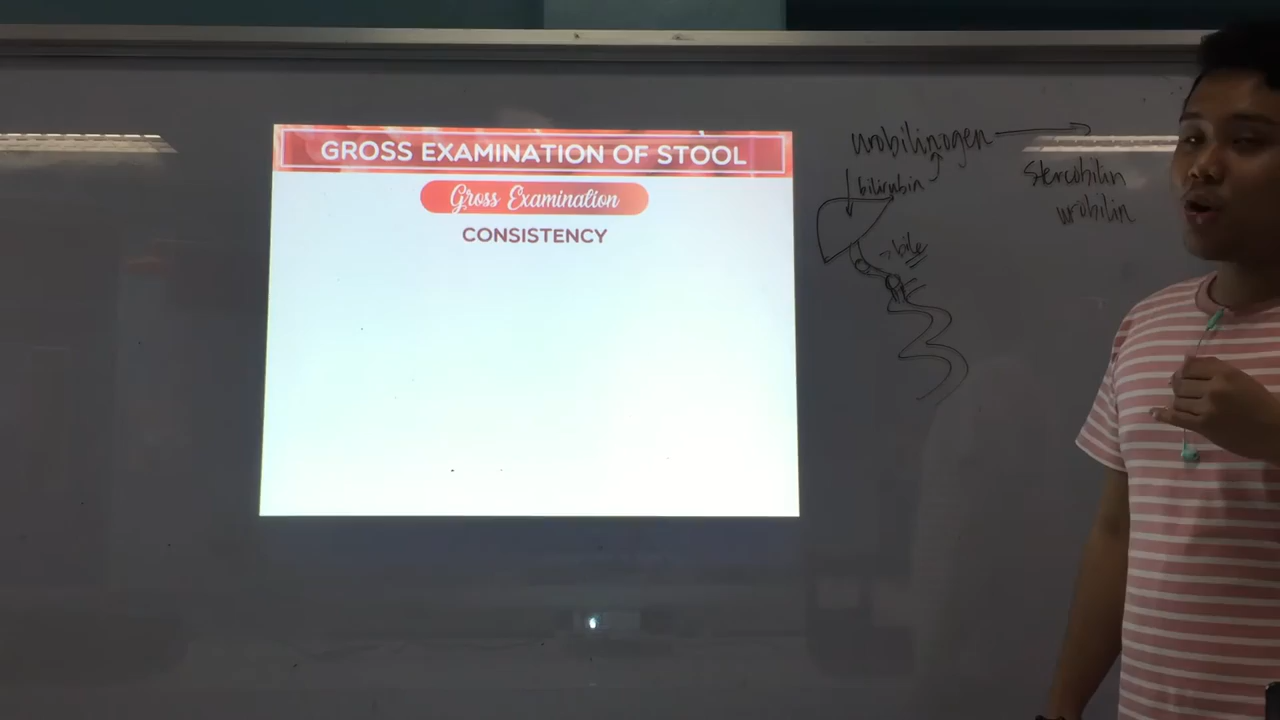 GROSS EXAMINATION OF STOOL
Gross Examination
CONSISTENCY
urobilinogen
bilirubin
bile
Stercobilin
urobilin